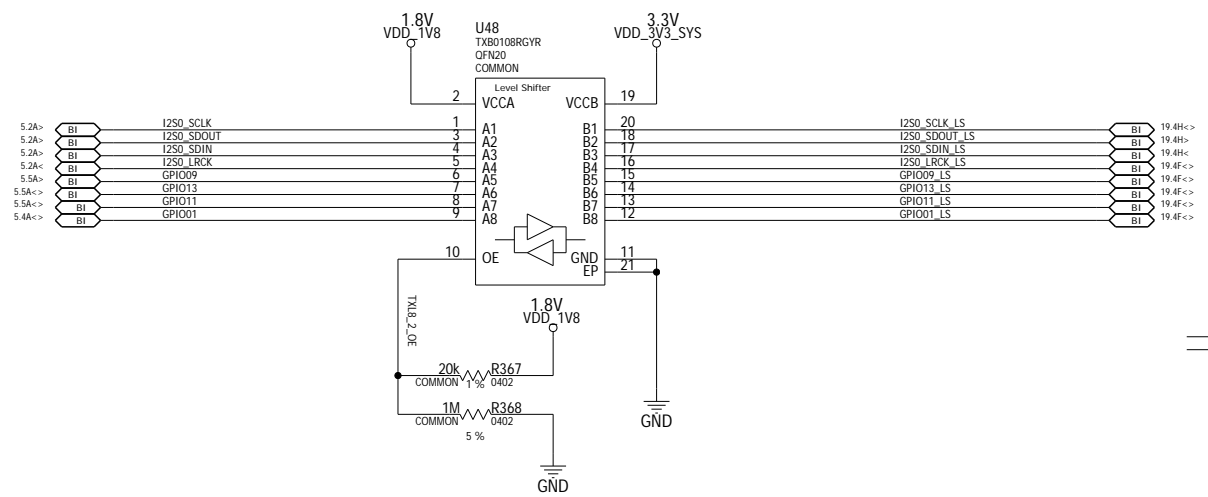 1.8V
VDD_1V8
U48
TXB0108RGYR
QFN20
COMMON
3.3V
VDD_3V3_SYS
Level Shifter
2 VCCA VCCB 19
5.2A> BI I2S0_SCLK 1 A1 B1 20 I2S0_SCLK_LS BI 19.4H<>
5.2A> BI I2S0_SDOUT 3 A2 B2 18 I2S0_SDOUT_LS BI 19.4H>
5.2A> BI I2S0_SDIN 4 A3 B3 17 I2S0_SDIN_LS BI 19.4H<
5.2A< BI I2S0_LRCK 5 A4 B4 16 I2S0_LRCK_LS BI 19.4F<>
5.5A> BI GPIO09 6 A5 B5 15 GPIO09_LS BI 19.4F<>
5.5A<> BI GPIO13 7 A6 B6 14 GPIO13_LS BI 19.4F<>
5.5A<> BI GPIO11 8 A7 B7 13 GPIO11_LS BI 19.4F<>
5.4A<> BI GPIO01 9 A8 B8 12 GPIO01_LS BI 19.4F<>
10 OE GND 11
EP 21
TXL8_2_OE
1.8V
VDD_1V8
20k R367
COMMON 1 % 0402
1M R368
COMMON 0402
5 %
GND
GND